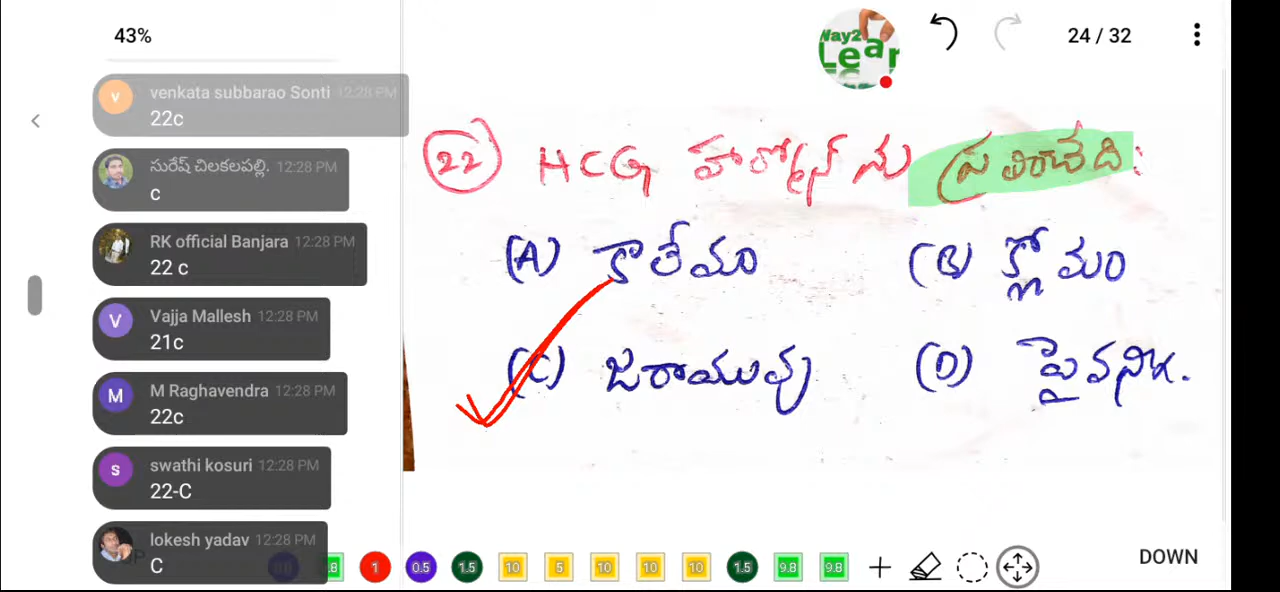 43%
venkata subbarao Sonti 12:28 PM
22c
సురేష్ చిలకలపల్లి. 12:28 PM
c
RK official Banjara 12:28 PM
22 c
Vajja Mallesh 12:28 PM
21c
M Raghavendra 12:28 PM
22c
swathi kosuri 12:28 PM
22-C
lokesh yadav 12:28 PM
C
Way2
Lear
24 / 32
22 HCG హార్మోన్ ను స్రవించేది:
(A) కాలేయం (B) క్లోమం
(C) జరాయువు (D) పైవన్నీ.
.8 1 0.5 1.5 10 5 10 10 10 1.5 9.8 9.8
DOWN